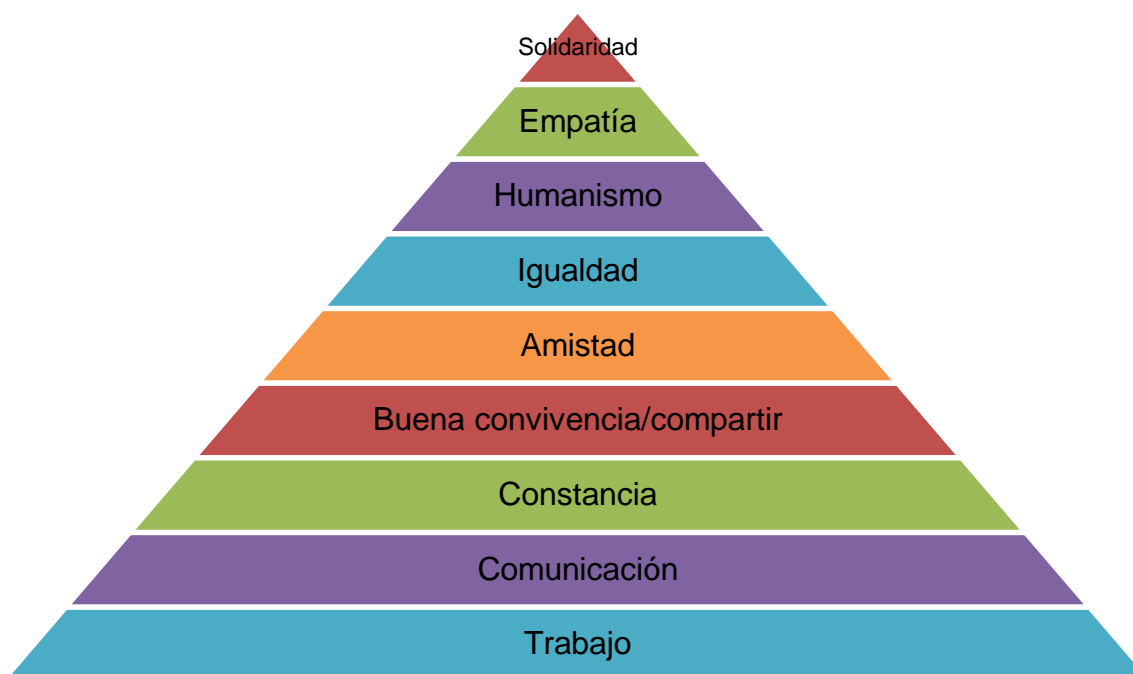 Solidaridad
Empatía
Humanismo
Igualdad
Amistad
Buena convivencia/compartir
Constancia
Comunicación
Trabajo